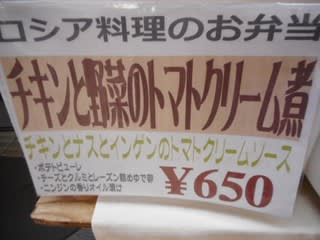 ロシア料理のお弁当
チキンと野菜のトマトクリーム煮
チキンとナスとインゲンのトマトクリームソース
・ポテトピューレ
・チーズとクルミとレーズン詰めゆで卵
・ニンジンの香りオイル漬け
¥650